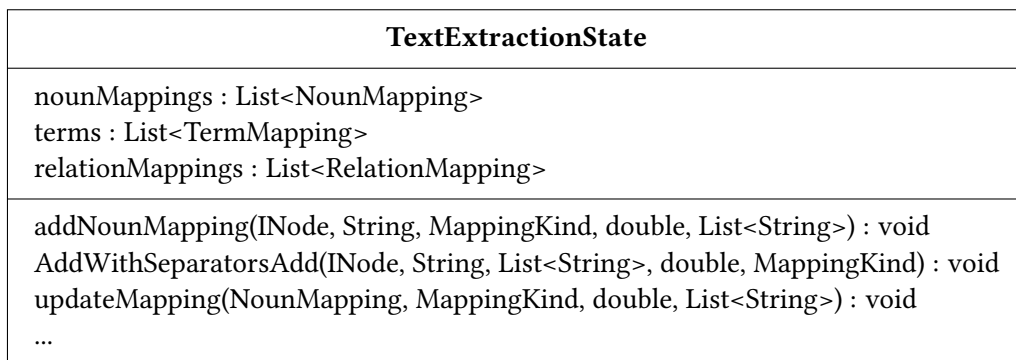 TextExtractionState
nounMappings : List<NounMapping>
terms : List<TermMapping>
relationMappings : List<RelationMapping>
addNounMapping(INode, String, MappingKind, double, List<String>) : void
AddWithSeparatorsAdd(INode, String, List<String>, double, MappingKind) : void
updateMapping(NounMapping, MappingKind, double, List<String>) : void
...